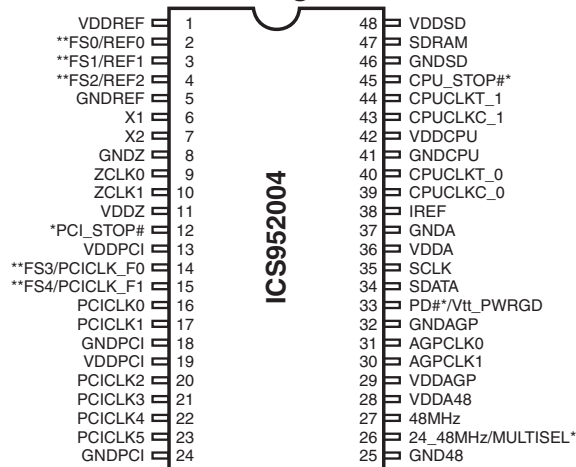 VDDREF 1 48 VDDSD
**FS0/REF0 2 47 SDRAM
**FS1/REF1 3 46 GNDSD
**FS2/REF2 4 45 CPU_STOP#*
GNDREF 5 44 CPUCLKT_1
X1 6 43 CPUCLKC_1
X2 7 42 VDDCPU
GNDZ 8 41 GNDCPU
ZCLK0 9 40 CPUCLKT_0
ZCLK1 10 39 CPUCLKC_0
VDDZ 11 38 IREF
*PCI_STOP# 12 37 GNDA
VDDPCI 13 36 VDDA
**FS3/PCICLK_F0 14 35 SCLK
**FS4/PCICLK_F1 15 34 SDATA
PCICLK0 16 33 PD#*/Vtt_PWRGD
PCICLK1 17 32 GNDAGP
GNDPCI 18 31 AGPCLK0
VDDPCI 19 30 AGPCLK1
PCICLK2 20 29 VDDAGP
PCICLK3 21 28 VDDA48
PCICLK4 22 27 48MHz
PCICLK5 23 26 24_48MHz/MULTISEL*
GNDPCI 24 25 GND48
ICS952004